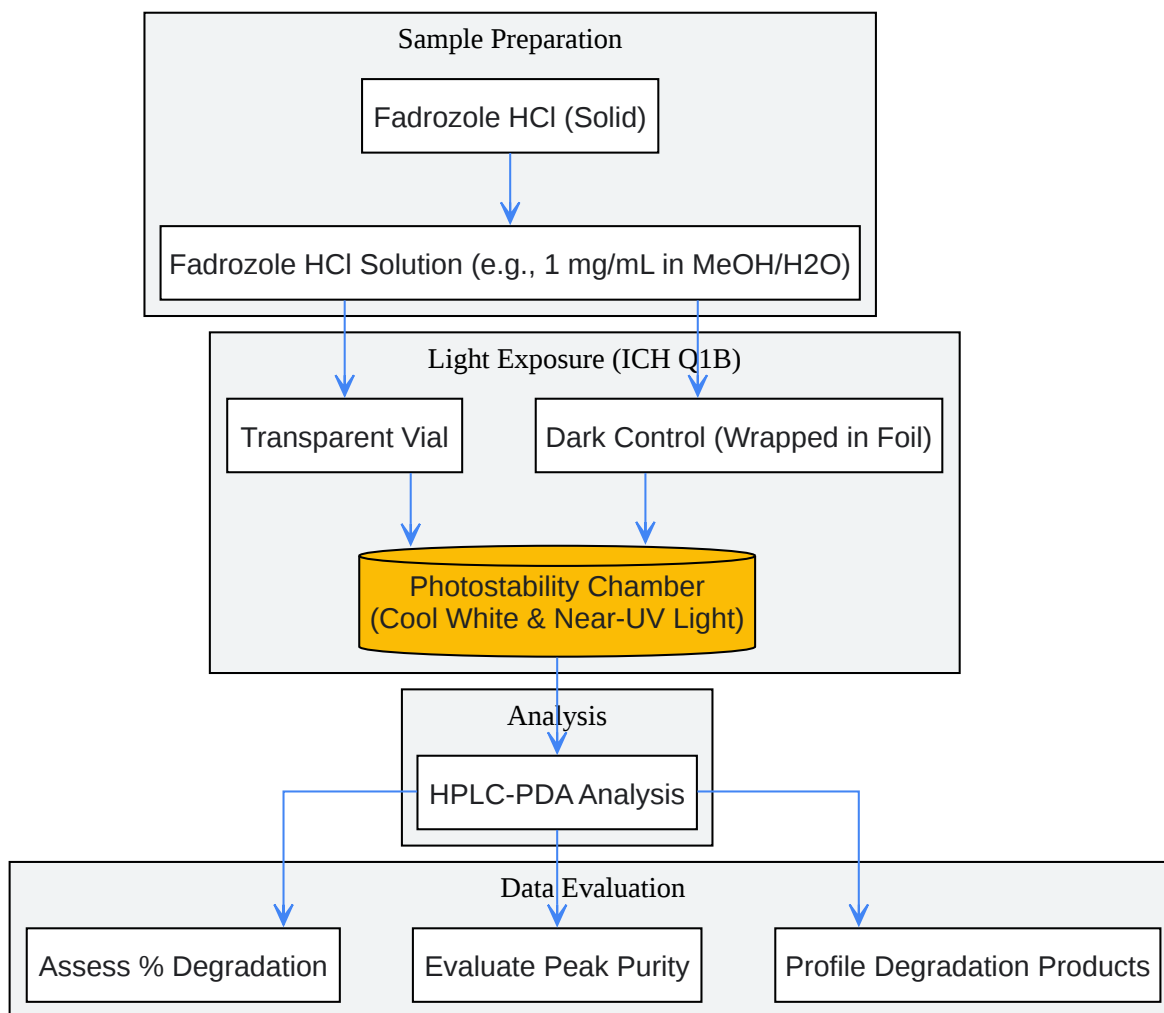 Sample Preparation
Fadrozole HCl (Solid)
Fadrozole HCl Solution (e.g., 1 mg/mL in MeOH/H2O)
Light Exposure (ICH Q1B)
Transparent Vial
Dark Control (Wrapped in Foil)
Photostability Chamber
(Cool White & Near-UV Light)
Analysis
HPLC-PDA Analysis
Data Evaluation
Assess % Degradation
Evaluate Peak Purity
Profile Degradation Products